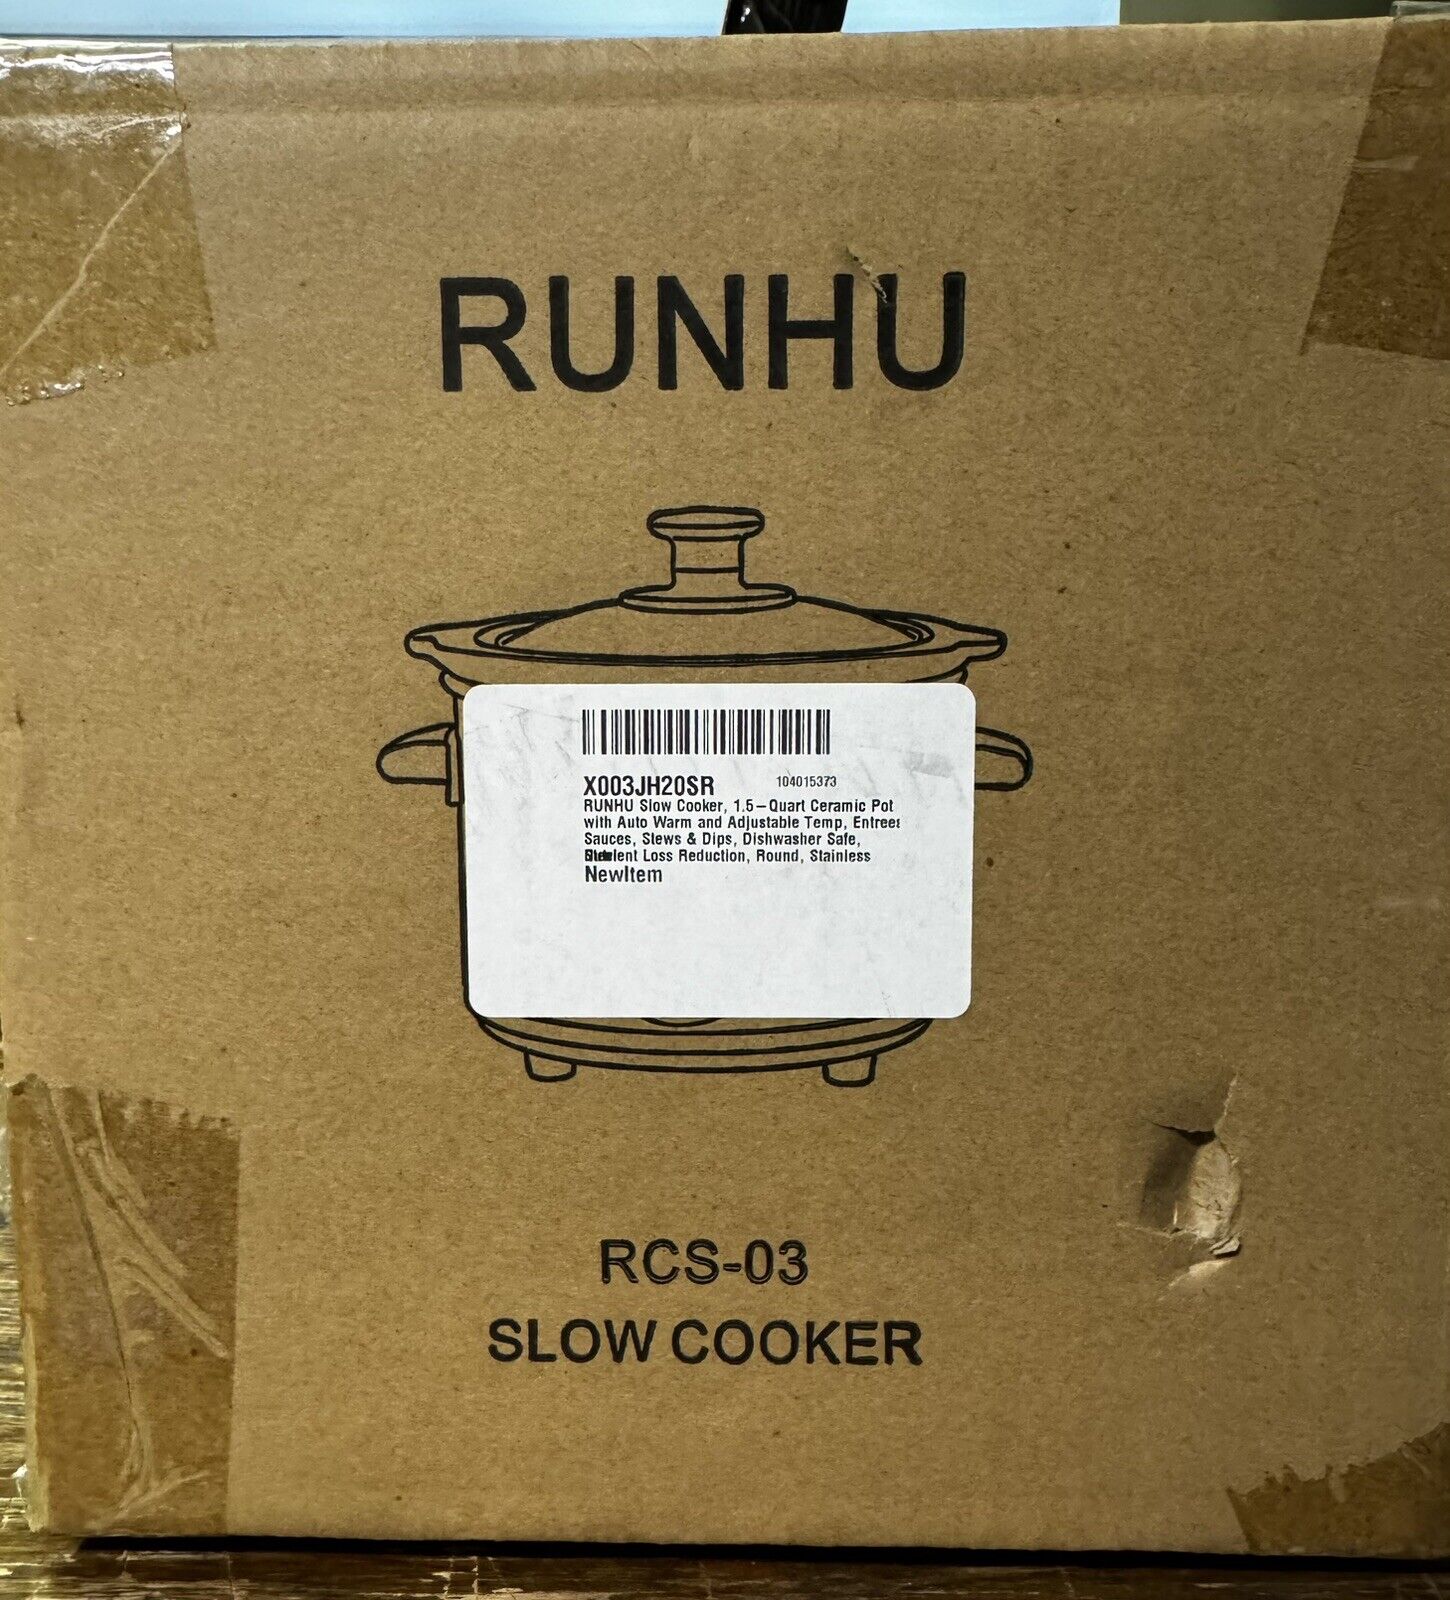 RUNHU
X003JH20SR 104015373
RUNHU Slow Cooker, 1.5-Quart Ceramic Pot
with Auto Warm and Adjustable Temp, Entrees
Sauces, Stews & Dips, Dishwasher Safe,
Loss Reduction, Round, Stainless
NewItem
RCS-03
SLOW COOKER